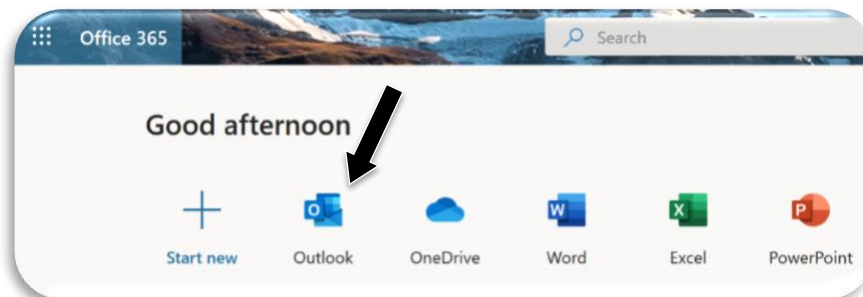 Office 365
Search
Good afternoon
Start new
Outlook
OneDrive
Word
Excel
PowerPoint